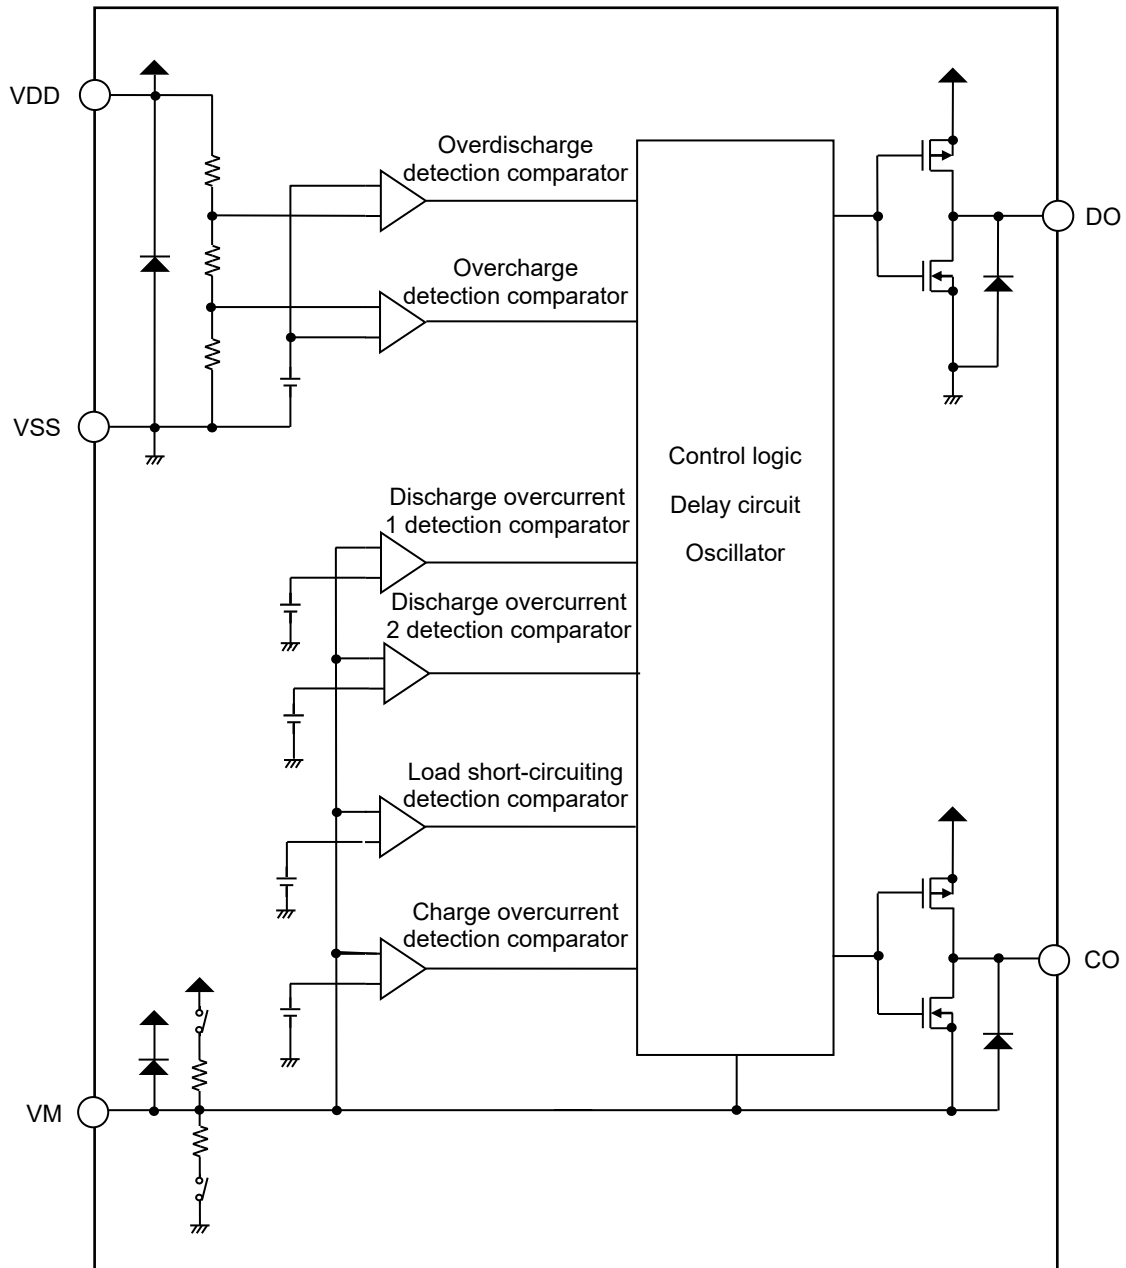 VDD
Overdischarge
detection comparator
DO
Overcharge
detection comparator
VSS
Control logic
Delay circuit
Oscillator
Discharge overcurrent
1 detection comparator
Discharge overcurrent
2 detection comparator
Load short-circuiting
detection comparator
Charge overcurrent
detection comparator
CO
VM